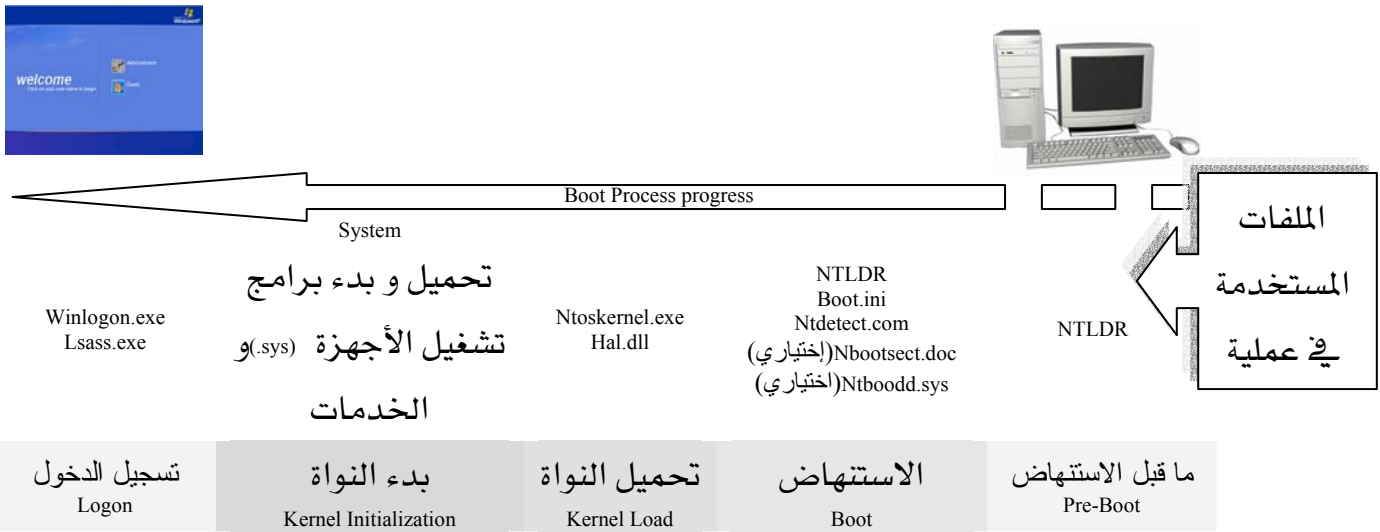 welcome
Boot Process progress
الملفات
المستخدمة
في عملية
NTLDR
NTLDR
Boot.ini
Ntdetect.com
Nbootsect.doc(إختياري)
Ntboodd.sys(اختياري)
Ntoskernel.exe
Hal.dll
System
تحميل و بدء برامج
تشغيل الأجهزة (.sys)و
الخدمات
Winlogon.exe
Lsass.exe
ما قبل الاستنهاض
Pre-Boot
الاستنهاض
Boot
تحميل النواة
Kernel Load
بدء النواة
Kernel Initialization
تسجيل الدخول
Logon